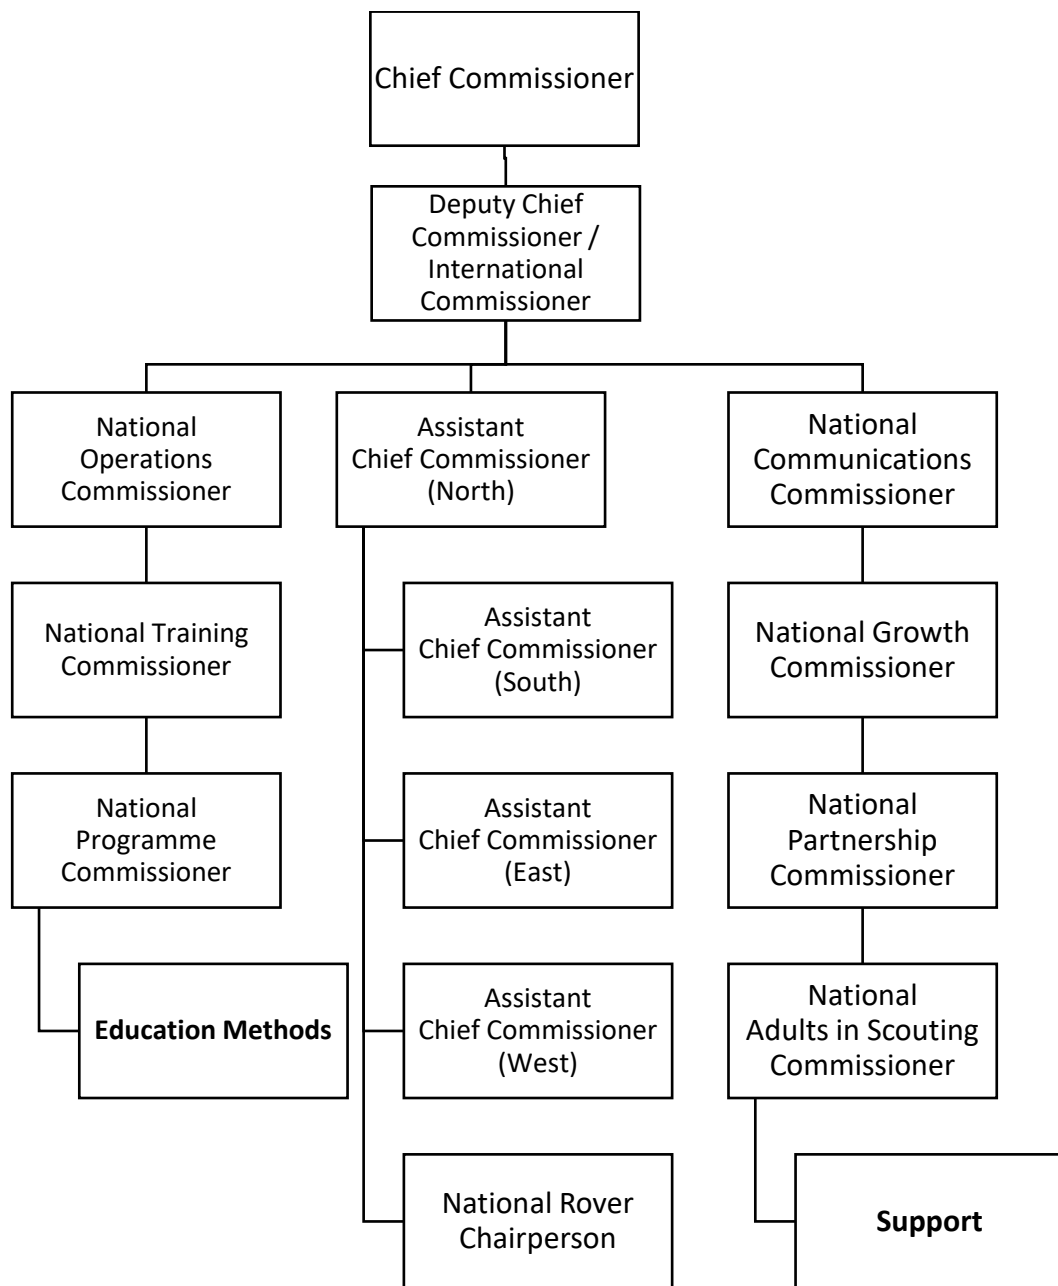 Chief Commissioner
Deputy Chief
Commissioner /
International
Commissioner
National
Operations
Commissioner
Assistant
Chief Commissioner
(North)
National
Communications
Commissioner
National Training
Commissioner
Assistant
Chief Commissioner
(South)
National Growth
Commissioner
National
Programme
Commissioner
Assistant
Chief Commissioner
(East)
National
Partnership
Commissioner
Education Methods
Assistant
Chief Commissioner
(West)
National
Adults in Scouting
Commissioner
National Rover
Chairperson
Support